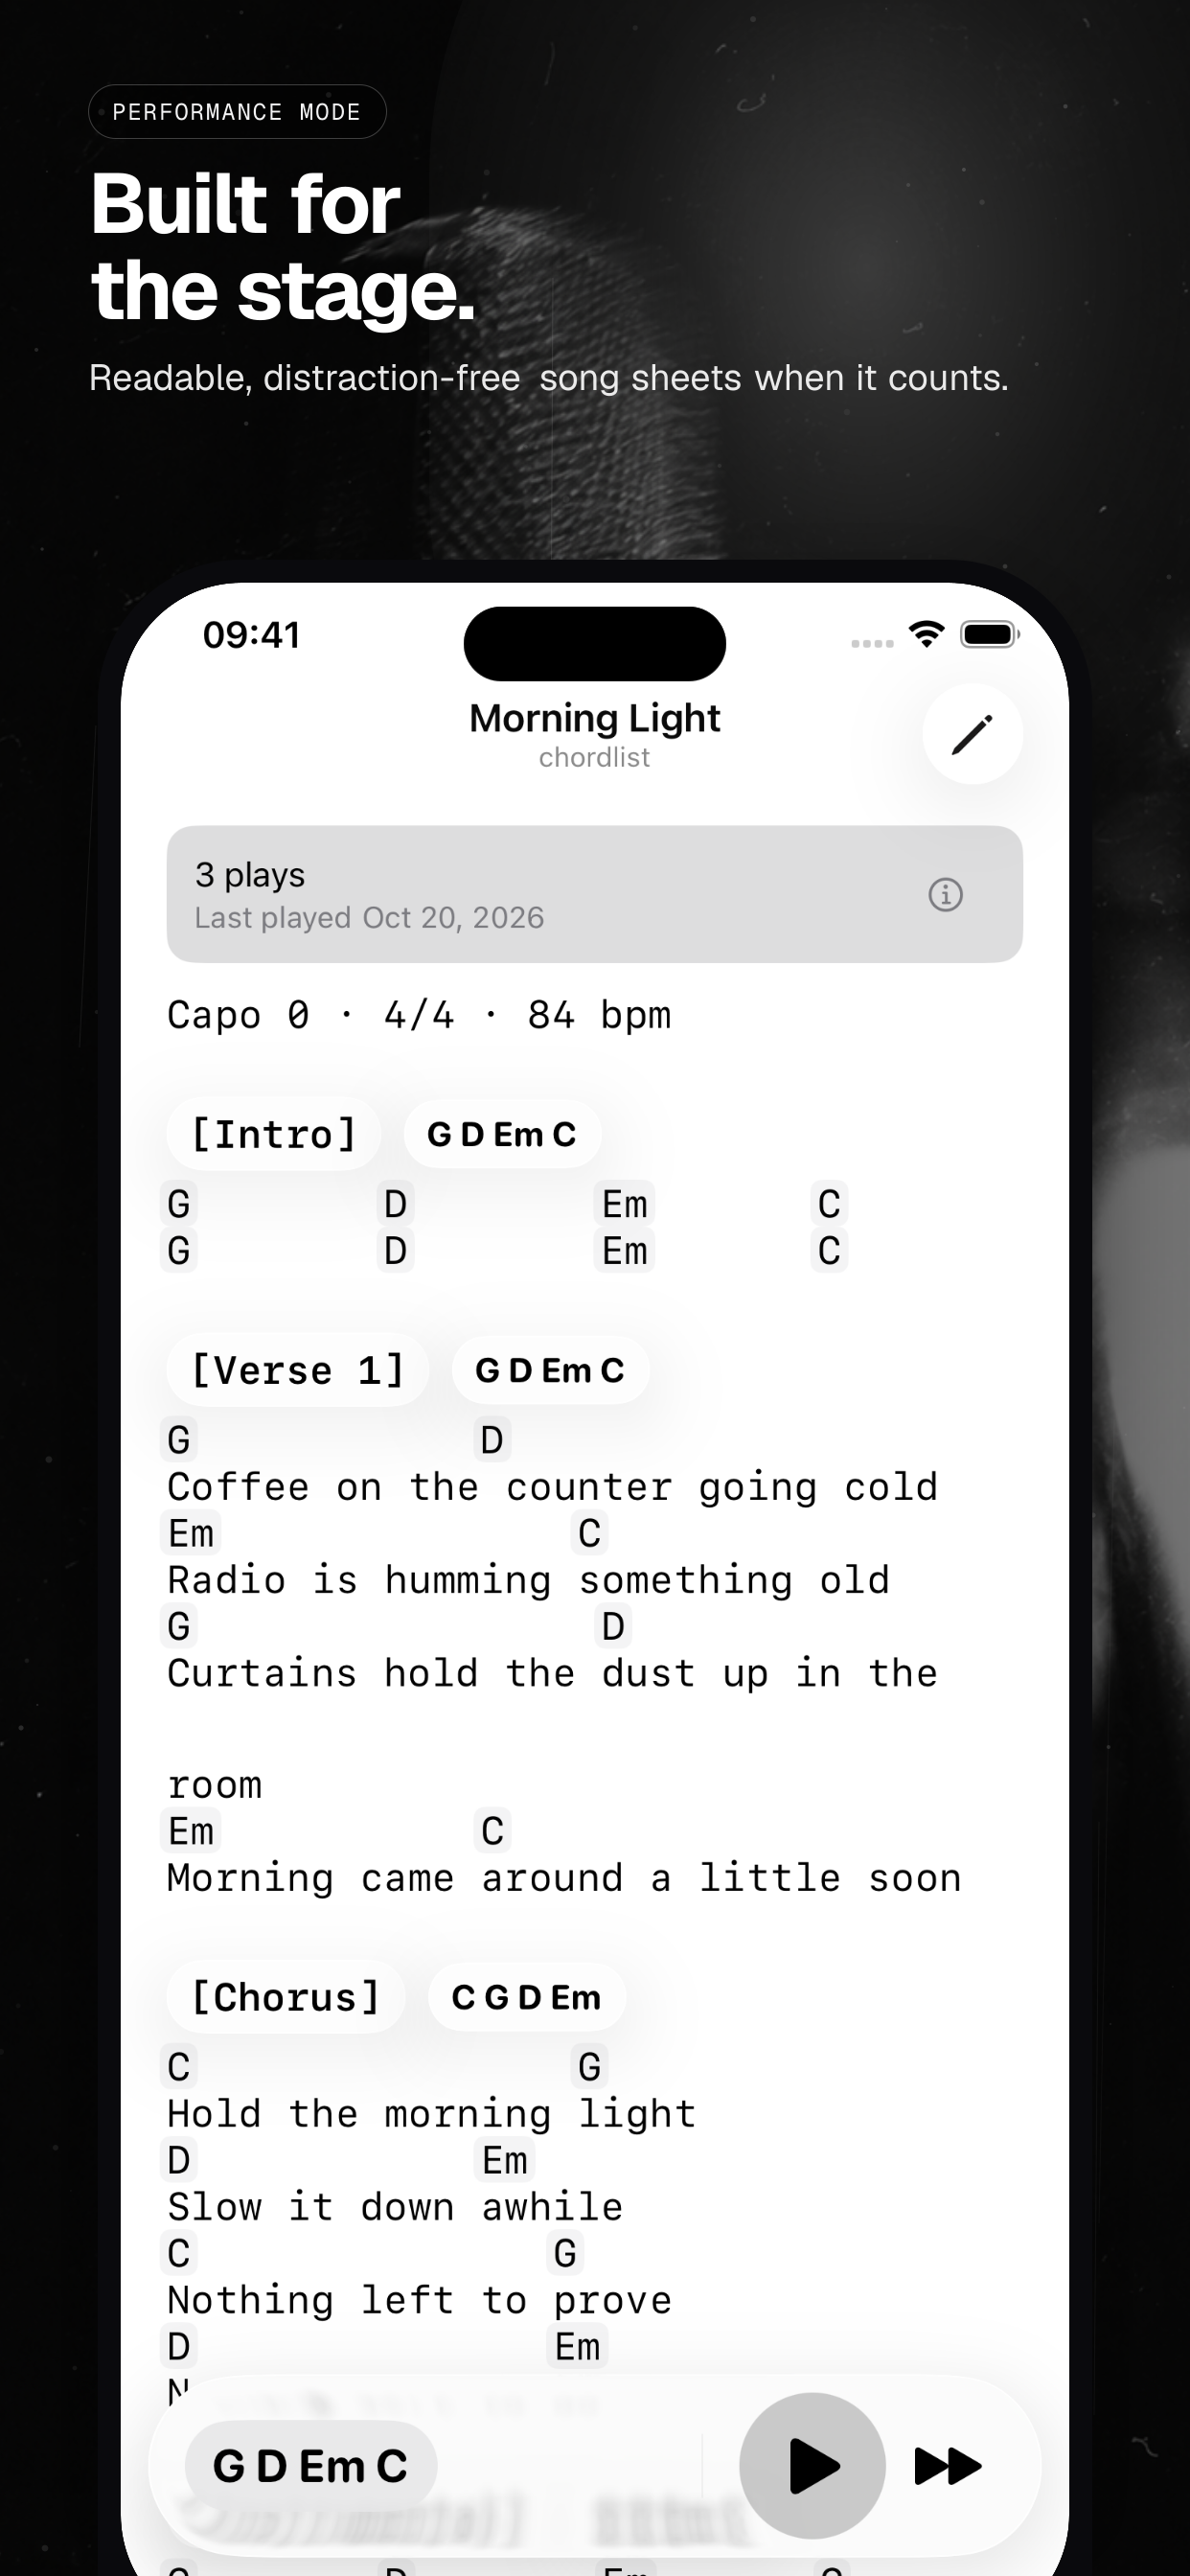 PERFORMANCE MODE
Built for
the stage.
Readable, distraction-free song sheets when it counts.
09:41
Morning Light
chordlist
3 plays
Last played Oct 20, 2026
Capo 0 · 4/4 · 84 bpm
[Intro] G D Em C
G D Em C
G D Em C
[Verse 1] G D Em C
G D
Coffee on the counter going cold
Em C
Radio is humming something old
G D
Curtains hold the dust up in the
room
Em C
Morning came around a little soon
[Chorus] C G D Em
C G
Hold the morning light
D Em
Slow it down awhile
C G
Nothing left to prove
D Em
G D Em C